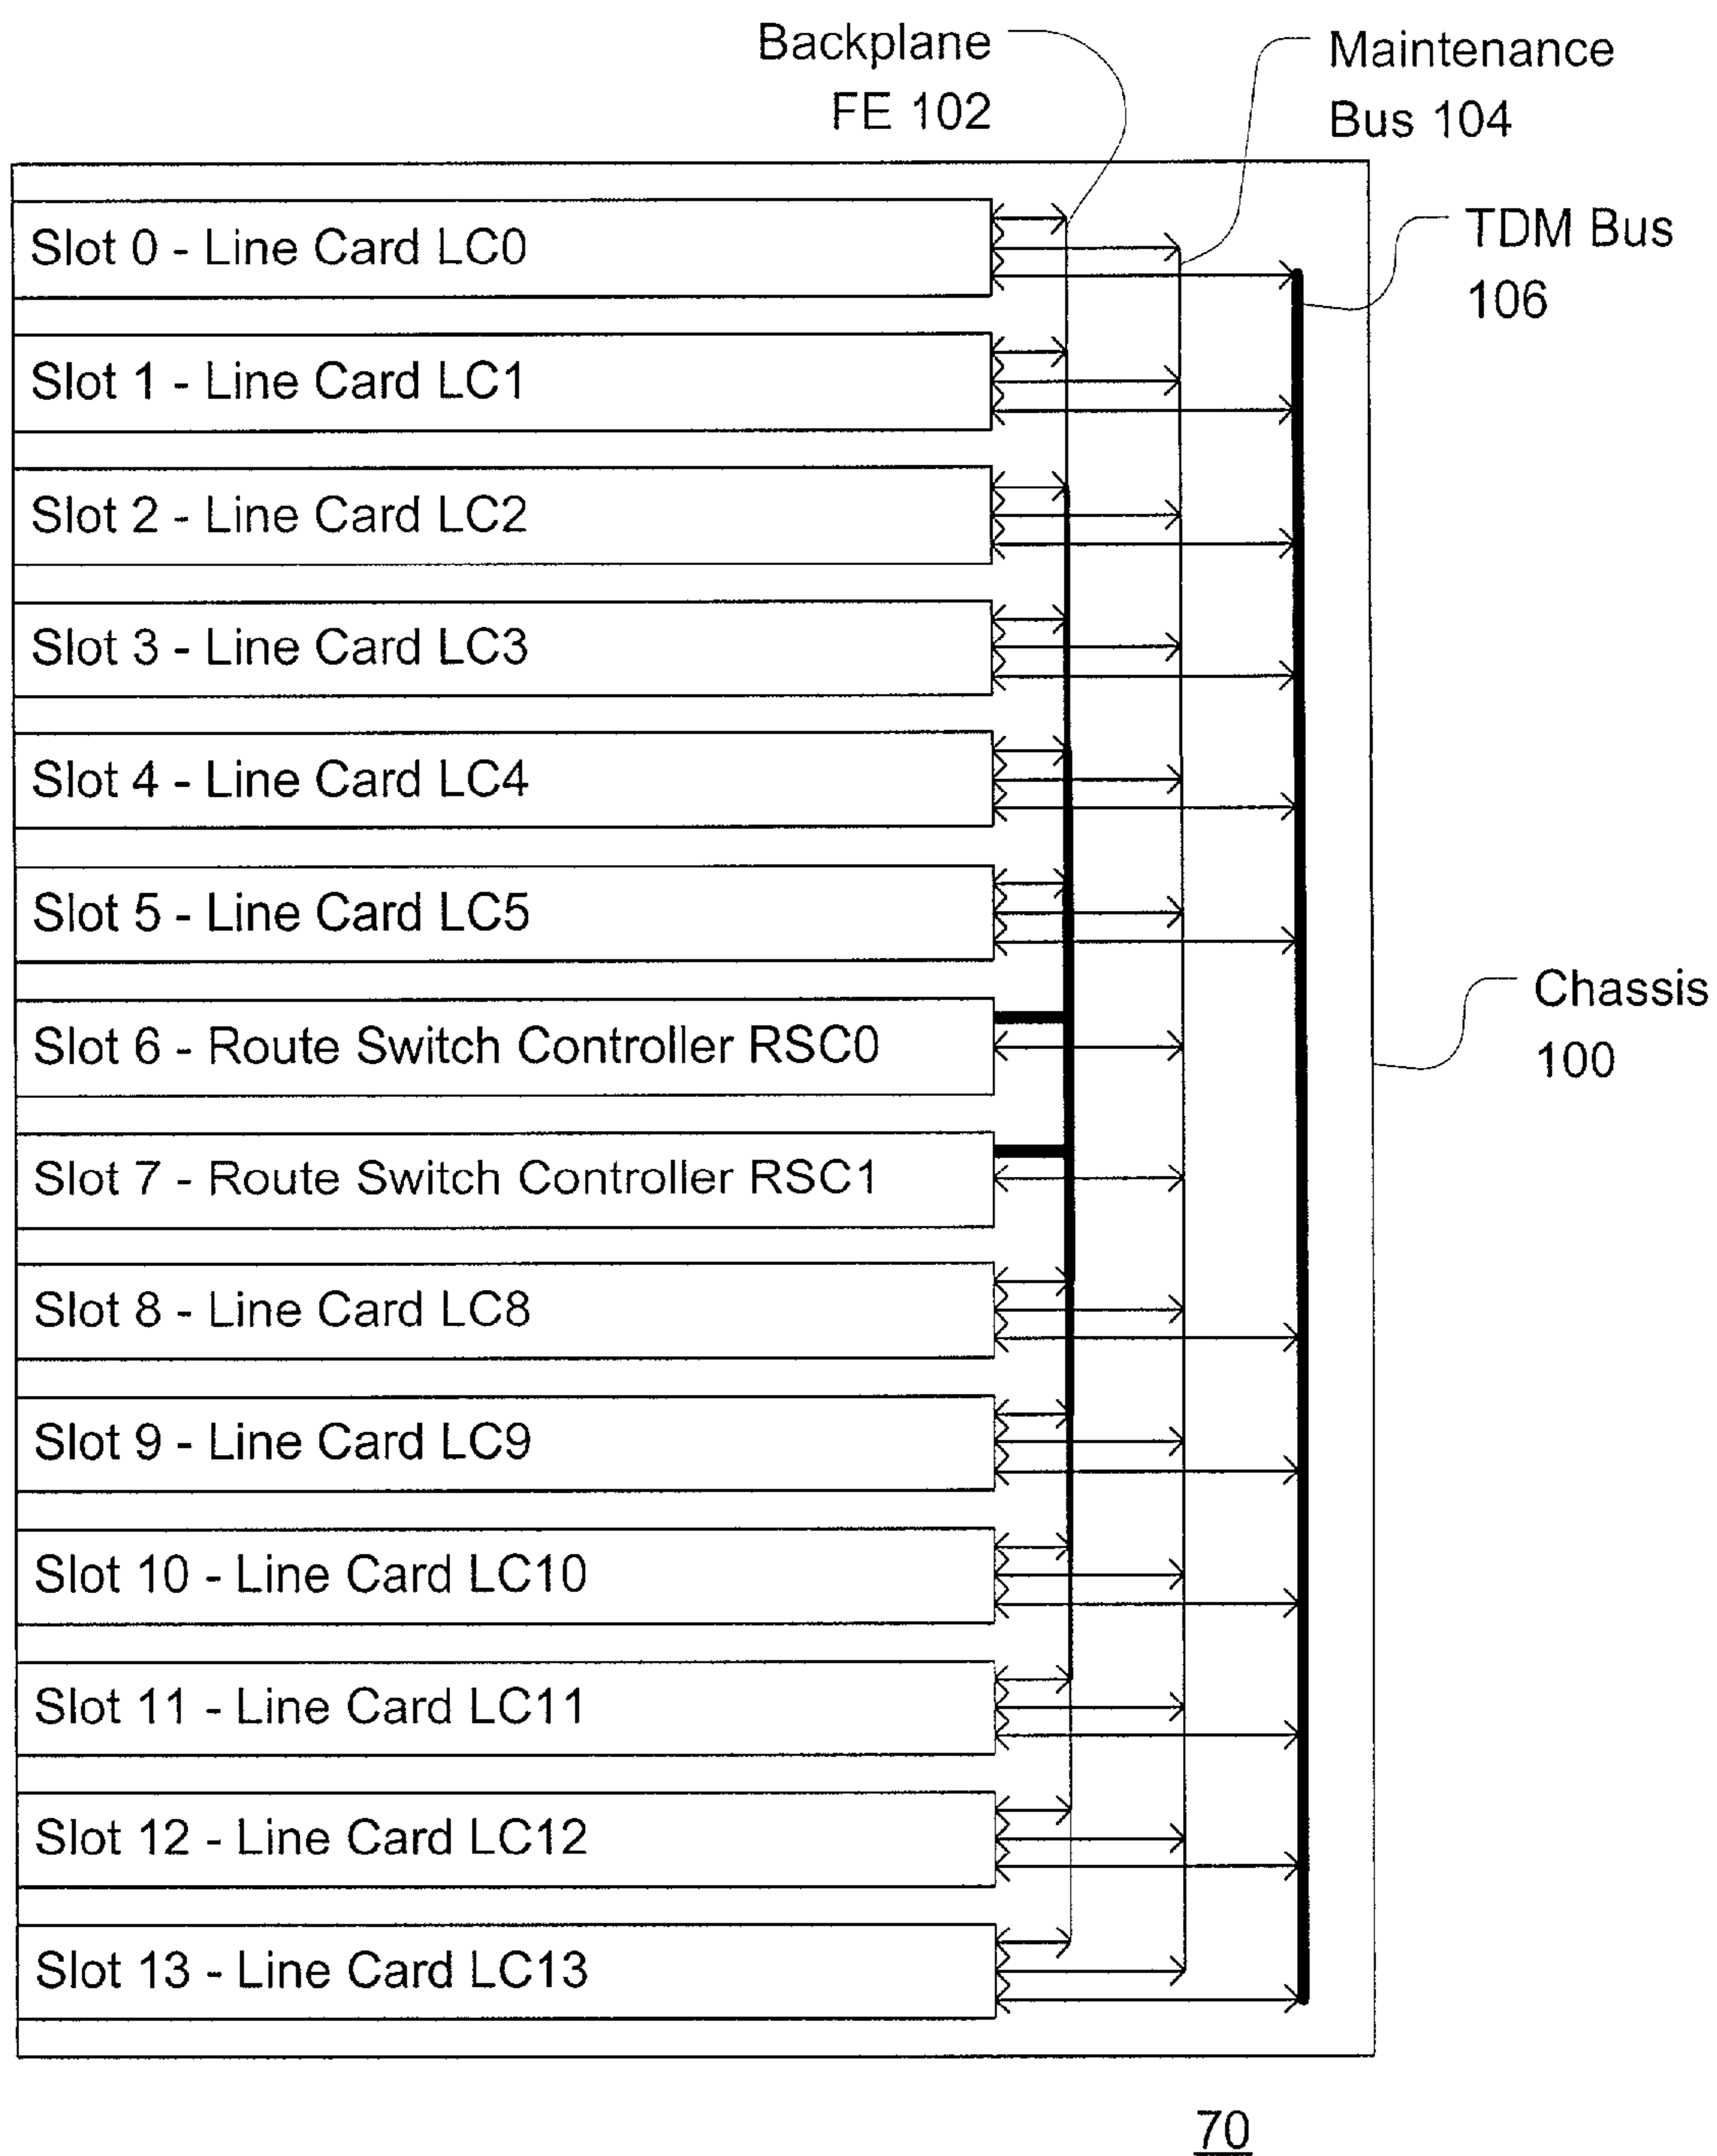 Backplane
FE 102
Maintenance
Bus 104
TDM Bus
106
Slot 0 - Line Card LC0
Slot 1 - Line Card LC1
Slot 2 - Line Card LC2
Slot 3 - Line Card LC3
Slot 4 - Line Card LC4
Slot 5 - Line Card LC5
Chassis
100
Slot 6 - Route Switch Controller RSC0
Slot 7 - Route Switch Controller RSC1
Slot 8 - Line Card LC8
Slot 9 - Line Card LC9
Slot 10 - Line Card LC10
Slot 11 - Line Card LC11
Slot 12 - Line Card LC12
Slot 13 - Line Card LC13
70